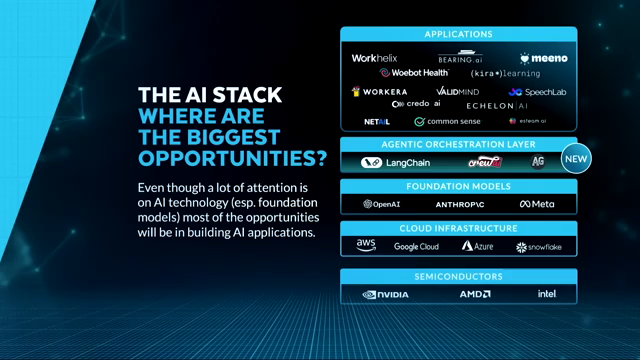 THE AI STACK
WHERE ARE
THE BIGGEST
OPPORTUNITIES?
Even though a lot of attention is
on AI technology (esp. foundation
models) most of the opportunities
will be in building AI applications.
APPLICATIONS
Workhelix BEARING.ai meeno
Woebot Health (kira)learning
WORKERA VALIDMIND SpeechLab
credo ai ECHELON|AI
NETAIL common sense esteam ai
AGENTIC ORCHESTRATION LAYER
NEW
LangChain crewai AG
FOUNDATION MODELS
OpenAI ANTHROP\C Meta
CLOUD INFRASTRUCTURE
aws Google Cloud Azure snowflake
SEMICONDUCTORS
NVIDIA AMD intel